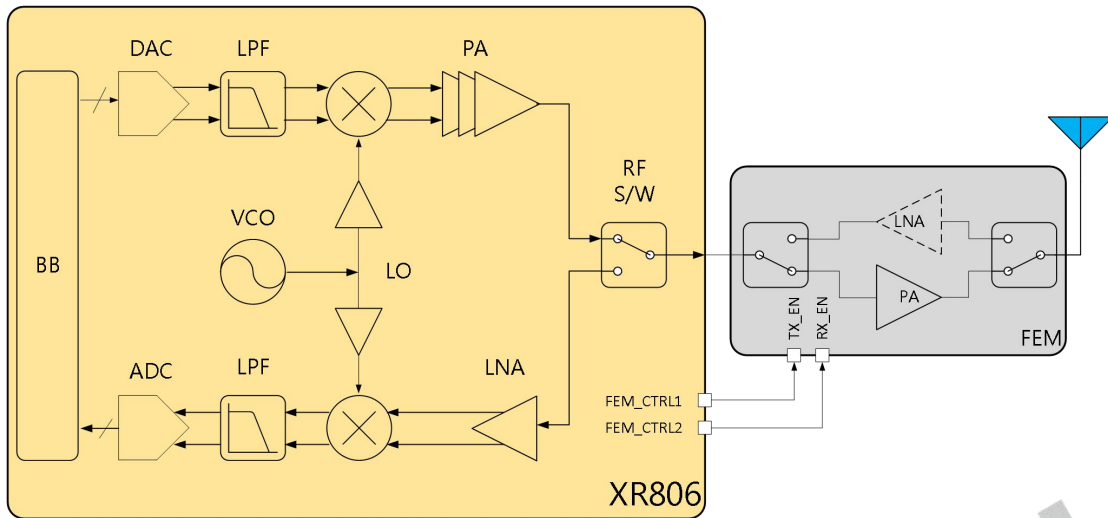 DAC
LPF
PA
RF
S/W
VCO
BB
LO
LNA
PA
TX_EN
RX_EN
FEM
ADC
LPF
LNA
FEM_CTRL1
FEM_CTRL2
XR806